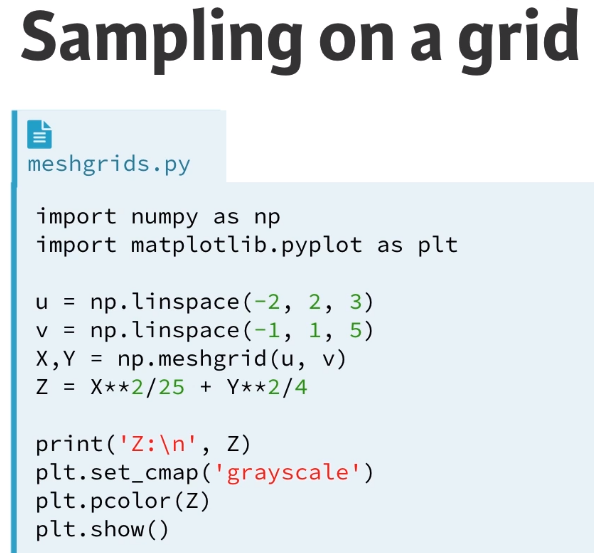 Sampling on a grid
meshgrids.py
import numpy as np
import matplotlib.pyplot as plt
u = np.linspace(-2, 2, 3)
v = np.linspace(-1, 1, 5)
X,Y = np.meshgrid(u, v)
Z = X**2/25 + Y**2/4
print('Z:\n', Z)
plt.set_cmap('grayscale')
plt.pcolor(Z)
plt.show()